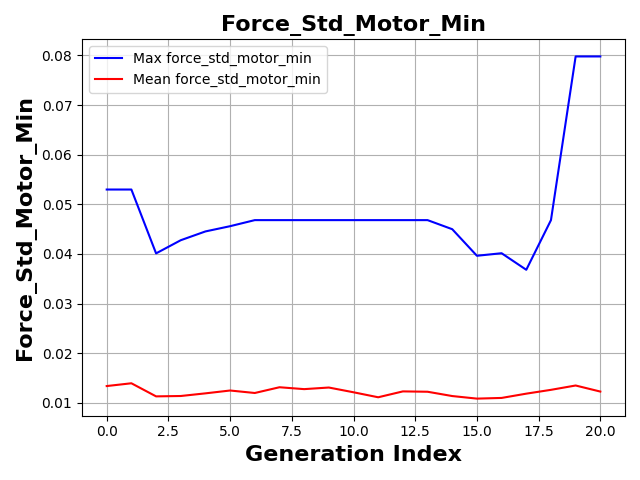 Force_Std_Motor_Min
Max force_std_motor_min
Mean force_std_motor_min
Force_Std_Motor_Min
0.08
0.07
0.06
0.05
0.04
0.03
0.02
0.01
0.0 2.5 5.0 7.5 10.0 12.5 15.0 17.5 20.0
Generation Index